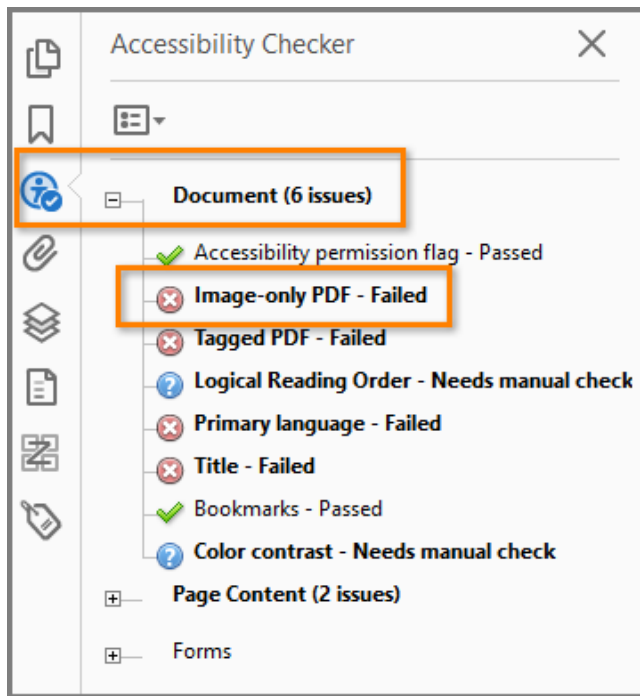 Accessibility Checker
Document (6 issues)
Accessibility permission flag - Passed
Image-only PDF - Failed
Tagged PDF - Failed
Logical Reading Order - Needs manual check
Primary language - Failed
Title - Failed
Bookmarks - Passed
Color contrast - Needs manual check
Page Content (2 issues)
Forms